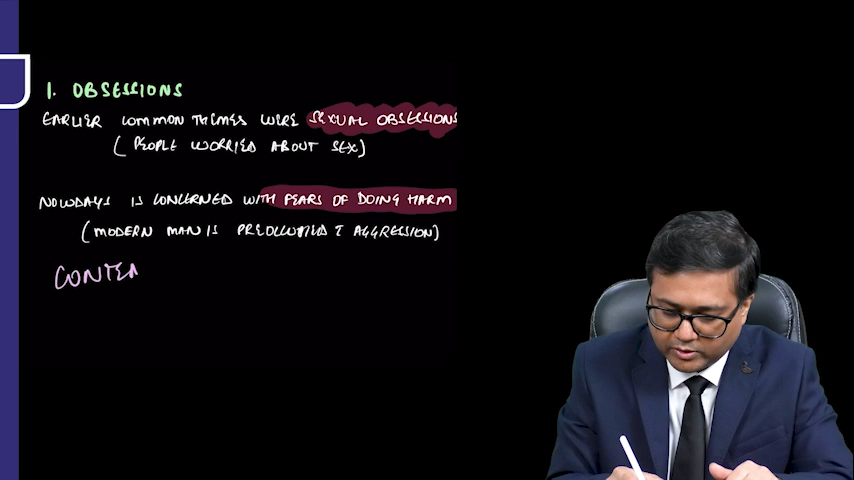 1. OBSESSIONS
EARLIER COMMON THEMES WERE SEXUAL OBSESSIONS
(PEOPLE WORRIED ABOUT SEX)
NOWDAYS IS CONCERNED WITH FEARS OF DOING HARM
(MODERN MAN IS PREOCCUPIED & AGGRESSION)
CONTEA